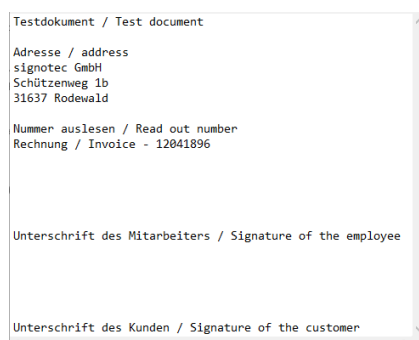 Testdokument / Test document
Adresse / address
signotec GmbH
Schützenweg 1b
31637 Rodewald
Nummer auslesen / Read out number
Rechnung / Invoice - 12041896
Unterschrift des Mitarbeiters / Signature of the employee
Unterschrift des Kunden / Signature of the customer